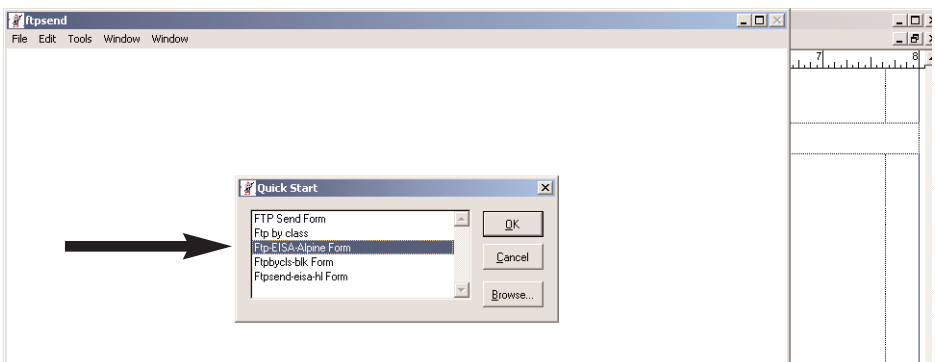 ftpsend
File Edit Tools Window Window
7 8
Quick Start
FTP Send Form
Ftp by class
Ftp-EISA-Alpine Form
Ftpbycls-blk Form
Ftpsend-eisa-hl Form
OK
Cancel
Browse...